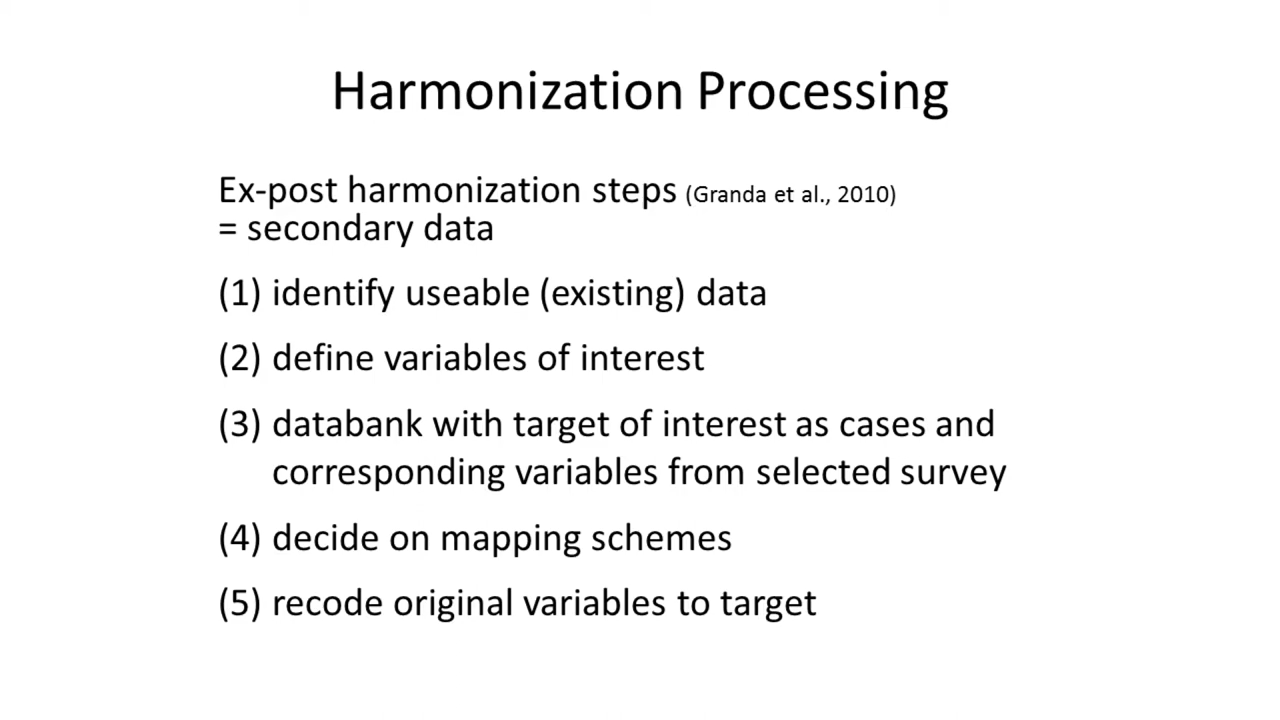 Harmonization Processing
Ex-post harmonization steps (Granda et al., 2010)
= secondary data
(1) identify useable (existing) data
(2) define variables of interest
(3) databank with target of interest as cases and
corresponding variables from selected survey
(4) decide on mapping schemes
(5) recode original variables to target